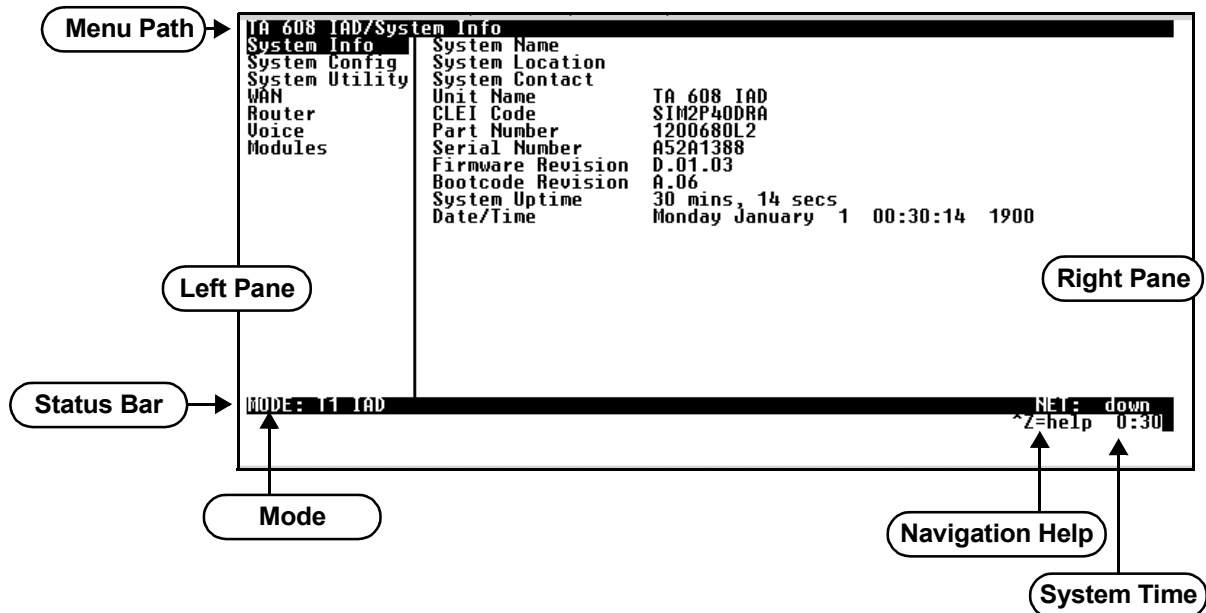 Menu Path
TA 608 IAD/System Info
System Info
System Config
System Utility
WAN
Router
Voice
Modules
System Name
System Location
System Contact
Unit Name TA 608 IAD
CLEI Code SIM2P40DRA
Part Number 1200680L2
Serial Number A52A1388
Firmware Revision D.01.03
Bootcode Revision A.06
System Uptime 30 mins, 14 secs
Date/Time Monday January 1 00:30:14 1900
Left Pane
Right Pane
Status Bar
MODE: T1 IAD NET: down
^Z=help 0:30
Mode
Navigation Help
System Time